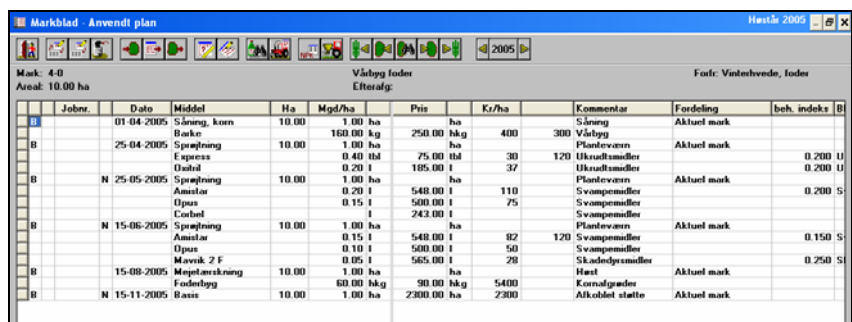 Markblad - Anvendt plan Høstår 2005
2005
Mark: 4-0 Vårbyg foder Forfr: Vinterhvede, foder
Areal: 10.00 ha Efterafg:
Jobnr. Dato Middel Ha Mgd/ha Pris Kr/ha Kommentar Fordeling beh. indeks
B 01-04-2005 Såning, korn 10.00 1.00 ha ha Såning Aktuel mark
Barke 160.00 kg 250.00 hkg 400 300 Vårbyg
B 25-04-2005 Sprøjtning 10.00 1.00 ha ha Planteværn Aktuel mark
Express 0.40 tbl 75.00 tbl 30 120 Ukrudtsmidler 0.200 U
Oxitril 0.20 l 185.00 l 37 Ukrudtsmidler 0.200 U
B N 25-05-2005 Sprøjtning 10.00 1.00 ha ha Planteværn Aktuel mark
Amistar 0.20 l 548.00 l 110 Svampemidler 0.200 S
Opus 0.15 l 500.00 l 75 Svampemidler
Corbel l 243.00 l Svampemidler
B N 15-06-2005 Sprøjtning 10.00 1.00 ha ha Planteværn Aktuel mark
Amistar 0.15 l 548.00 l 82 120 Svampemidler 0.150 S
Opus 0.10 l 500.00 l 50 Svampemidler
Mavrik 2 F 0.05 l 565.00 l 28 Skadedyrsmidler 0.250
B 15-08-2005 Mejetærskning 10.00 1.00 ha ha Høst Aktuel mark
Foderbyg 60.00 hkg 90.00 hkg 5400 Kornafgrøder
B N 15-11-2005 Basis 10.00 1.00 ha 2300.00 ha 2300 Afkoblet støtte Aktuel mark